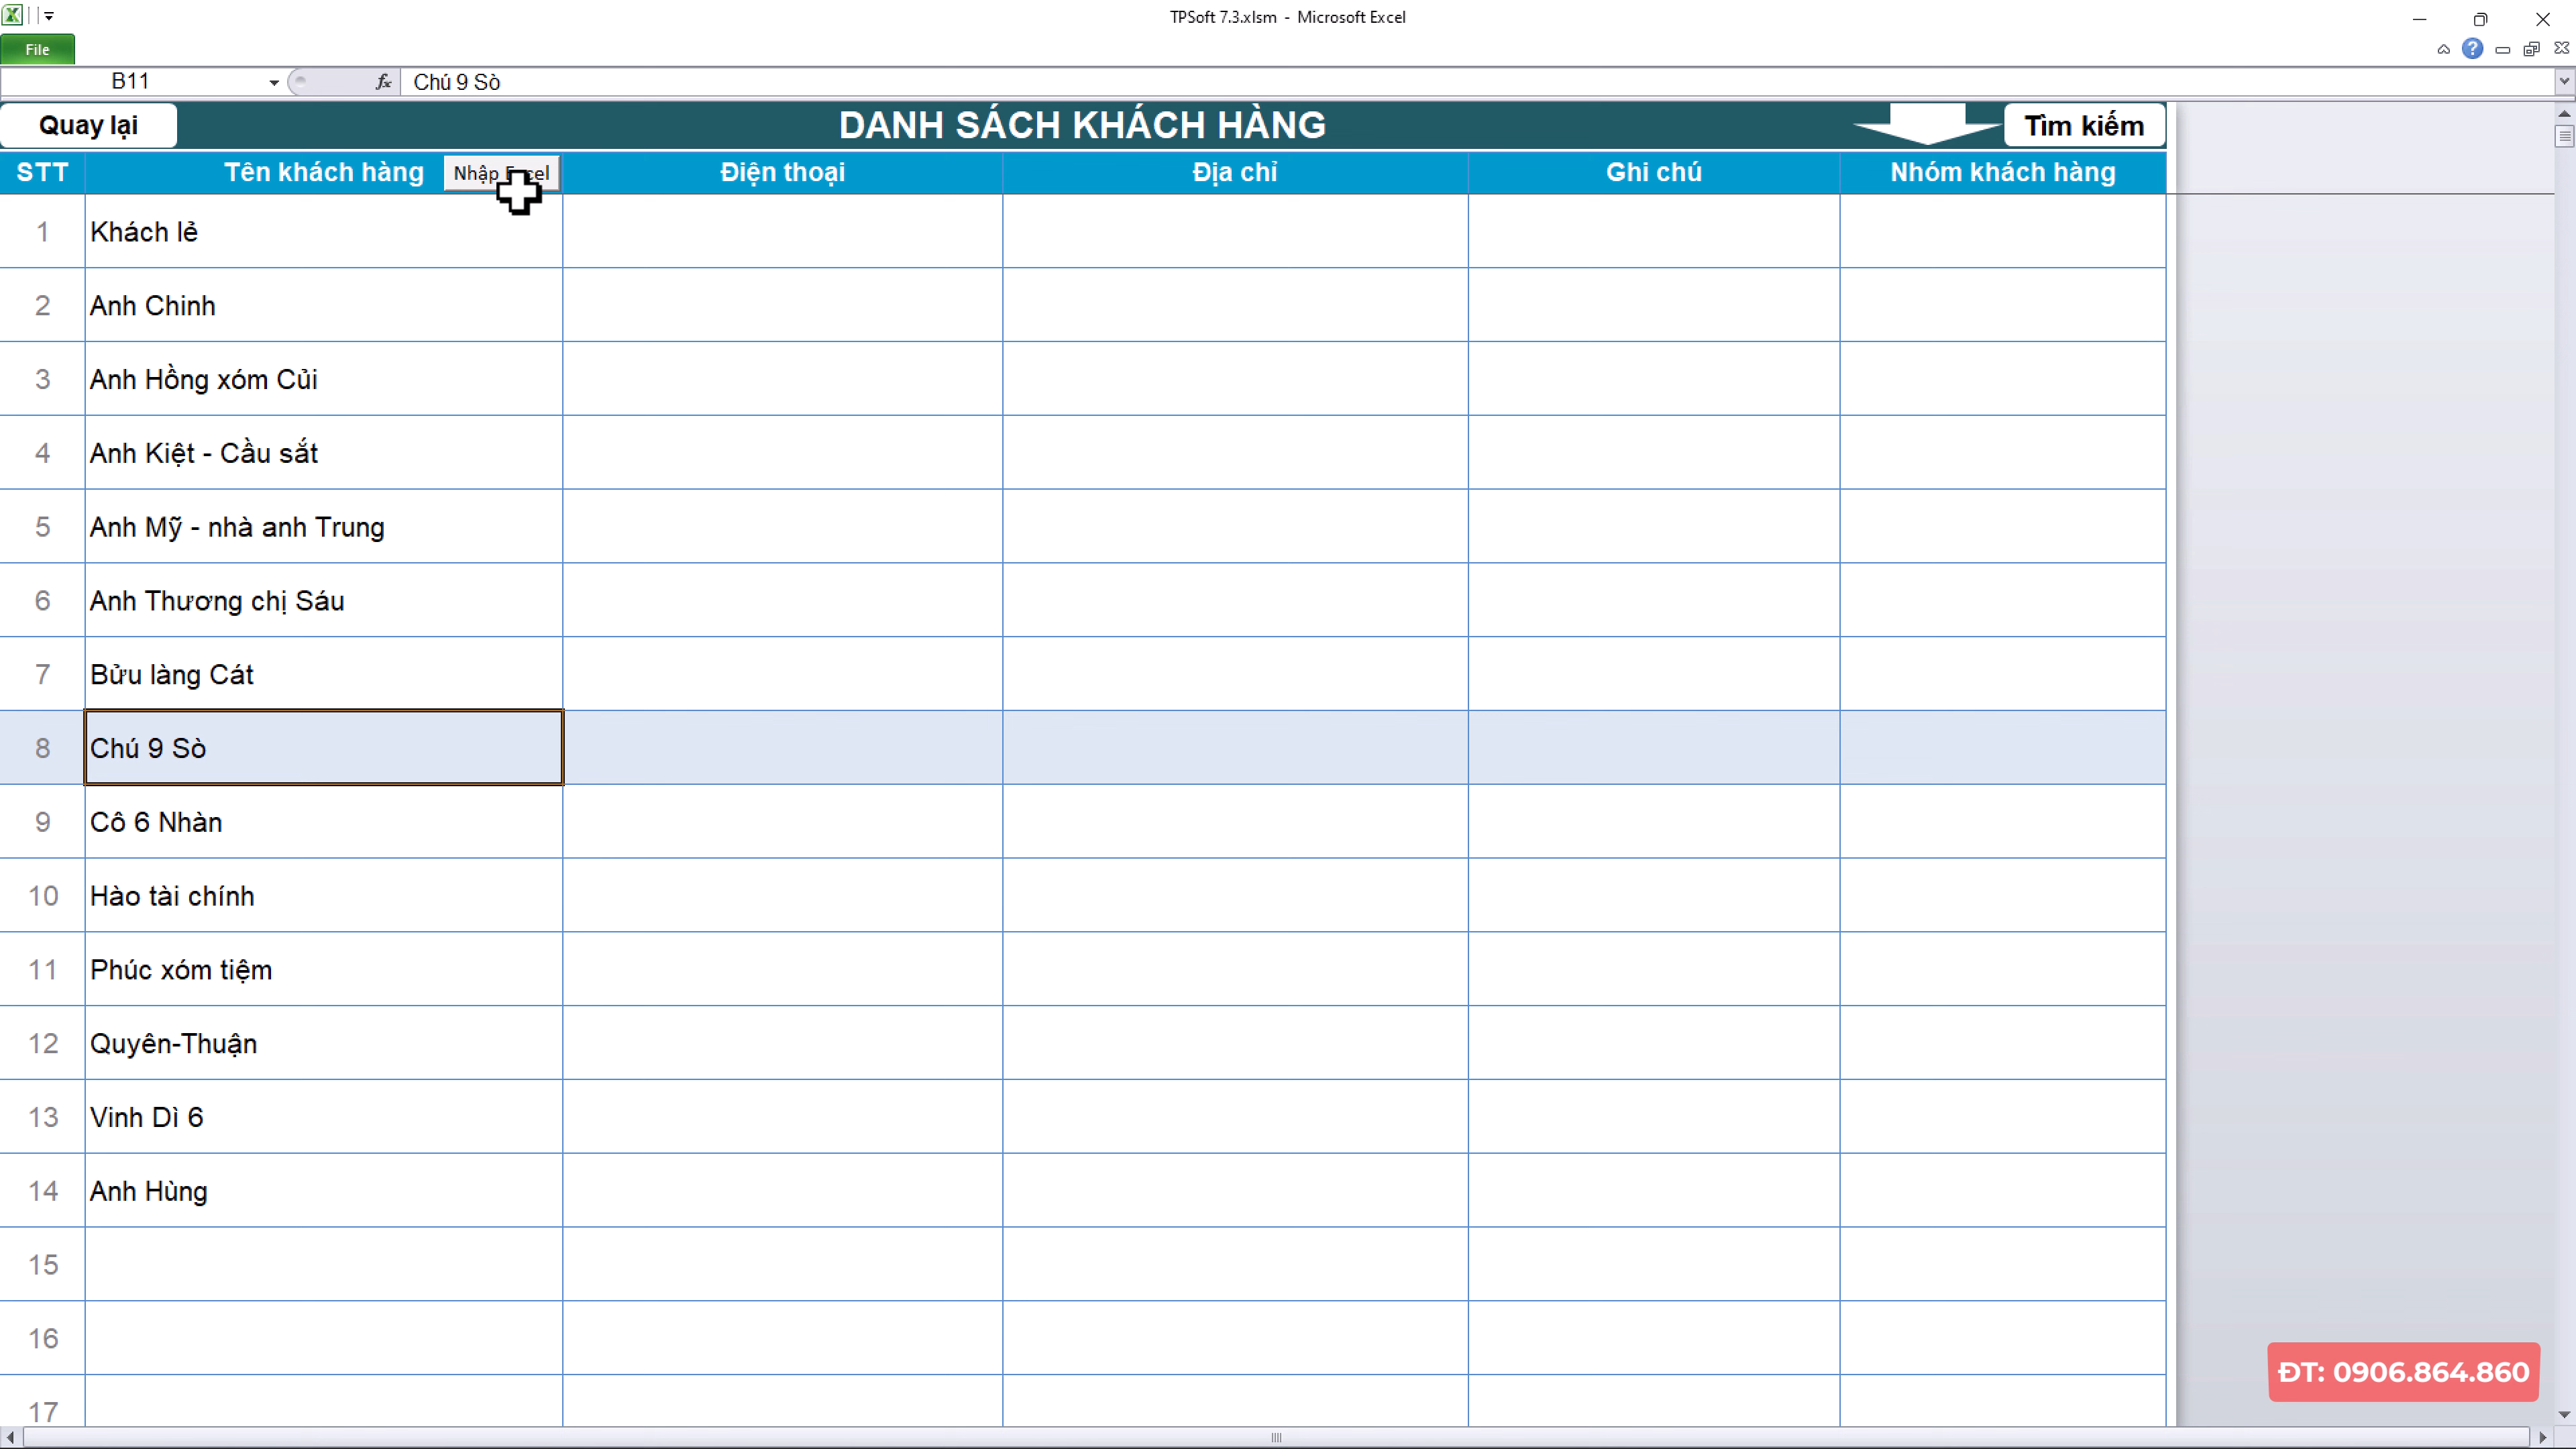 TPSoft 7.3.xlsm - Microsoft Excel
File
B11 fx Chú 9 Sò
Quay lại DANH SÁCH KHÁCH HÀNG Tìm kiếm
STT Tên khách hàng Nhập Excel Điện thoại Địa chỉ Ghi chú Nhóm khách hàng
1 Khách lẻ
2 Anh Chinh
3 Anh Hồng xóm Củi
4 Anh Kiệt - Cầu sắt
5 Anh Mỹ - nhà anh Trung
6 Anh Thương chị Sáu
7 Bửu làng Cát
8 Chú 9 Sò
9 Cô 6 Nhàn
10 Hào tài chính
11 Phúc xóm tiệm
12 Quyên-Thuận
13 Vinh Dì 6
14 Anh Hùng
15
16
17
ĐT: 0906.864.860